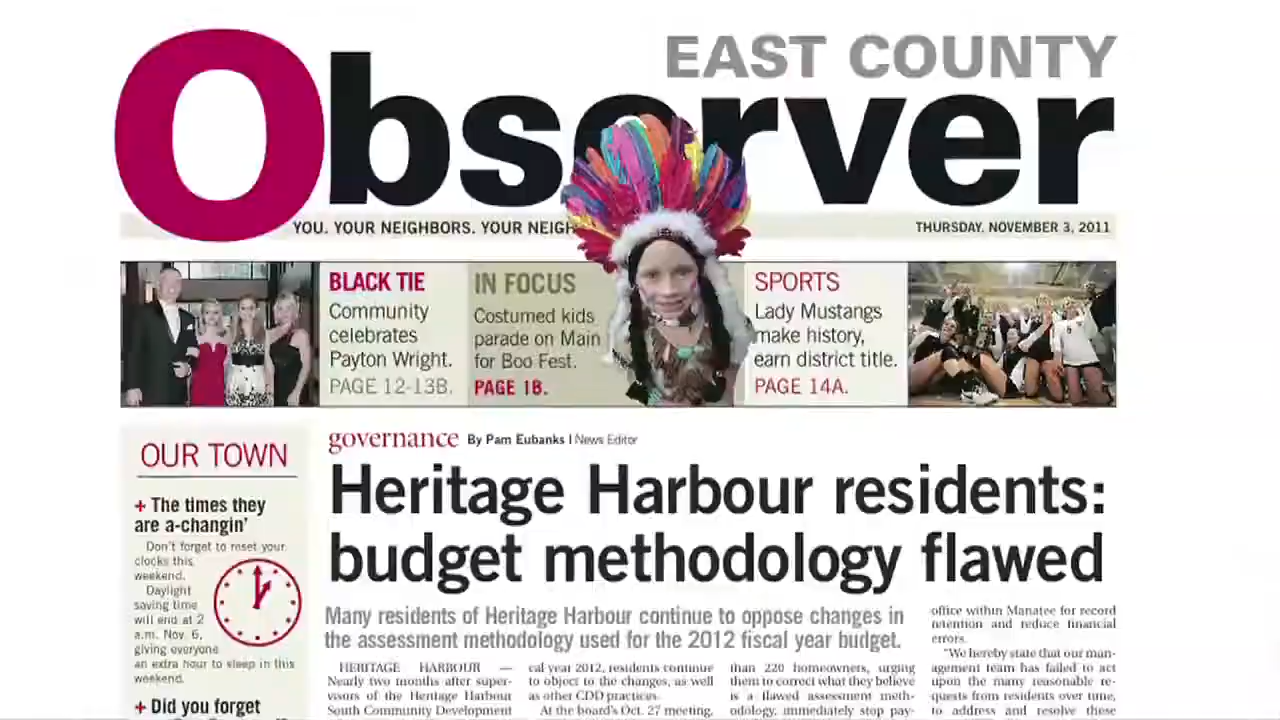 EAST COUNTY
Observer
YOU. YOUR NEIGHBORS. YOUR NEIGH
THURSDAY, NOVEMBER 3, 2011
BLACK TIE
Community
celebrates
Payton Wright.
PAGE 12-13B.
IN FOCUS
Costumed kids
parade on Main
for Boo Fest.
PAGE 1B.
SPORTS
Lady Mustangs
make history,
earn district title.
PAGE 14A.
OUR TOWN
+ The times they
are a-changin'
Don't forget to reset your
clocks this
weekend.
Daylight
saving time
will end at 2
a.m. Nov. 6,
giving everyone
an extra hour to sleep in this
weekend.
+ Did you forget
governance By Pam Eubanks | News Editor
Heritage Harbour residents:
budget methodology flawed
Many residents of Heritage Harbour continue to oppose changes in
the assessment methodology used for the 2012 fiscal year budget.
HERITAGE HARBOUR —
Nearly two months after super-
visors of the Heritage Harbour
South Community Development
cal year 2012, residents continue
to object to the changes, as well
as other CDD practices.
At the board's Oct. 27 meeting,
than 220 homeowners, urging
them to correct what they believe
is a flawed assessment meth-
odology, immediately stop pay-
office within Manatee for record
retention and reduce financial
errors.
"We hereby state that our man-
agement team has failed to act
upon the many reasonable re-
quests from residents over time,
to address and resolve these